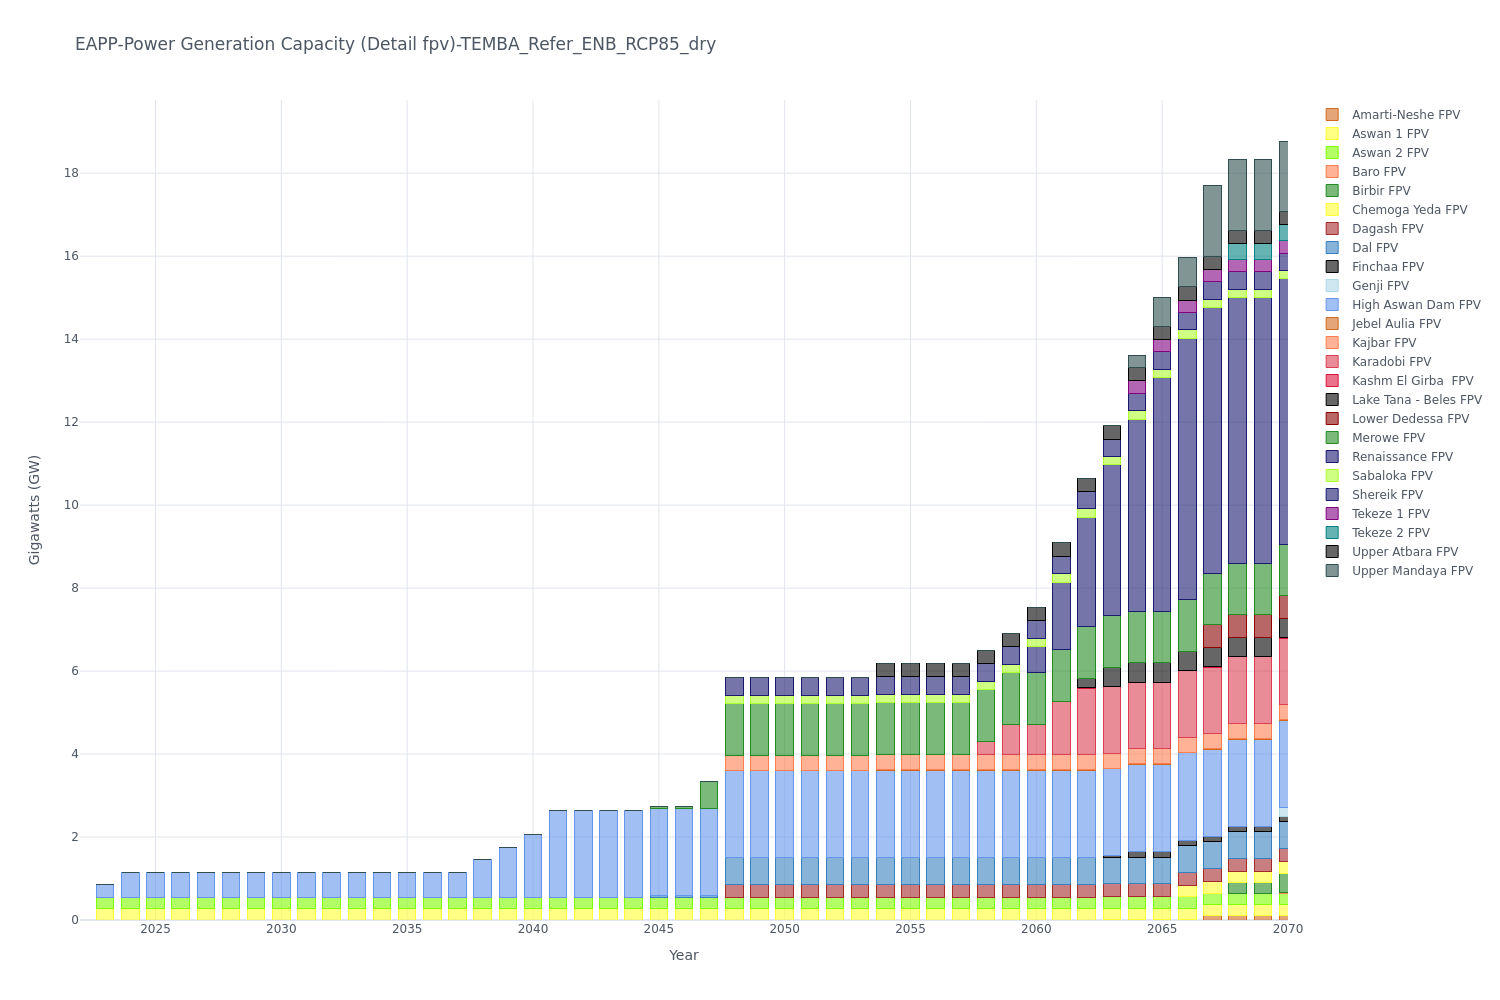 EAPP-Power Generation Capacity (Detail fpv)-TEMBA_Refer_ENB_RCP85_dry
18
16
14
12
10
8
6
4
2
0
Gigawatts (GW)
2025
2030
2035
2040
2045
2050
2055
2060
2065
2070
Year
Amarti-Neshe FPV
Aswan 1 FPV
Aswan 2 FPV
Baro FPV
Birbir FPV
Chemoga Yeda FPV
Dagash FPV
Dal FPV
Finchaa FPV
Genji FPV
High Aswan Dam FPV
Jebel Aulia FPV
Kajbar FPV
Karadobi FPV
Kashm El Girba  FPV
Lake Tana - Beles FPV
Lower Dedessa FPV
Merowe FPV
Renaissance FPV
Sabaloka FPV
Shereik FPV
Tekeze 1 FPV
Tekeze 2 FPV
Upper Atbara FPV
Upper Mandaya FPV